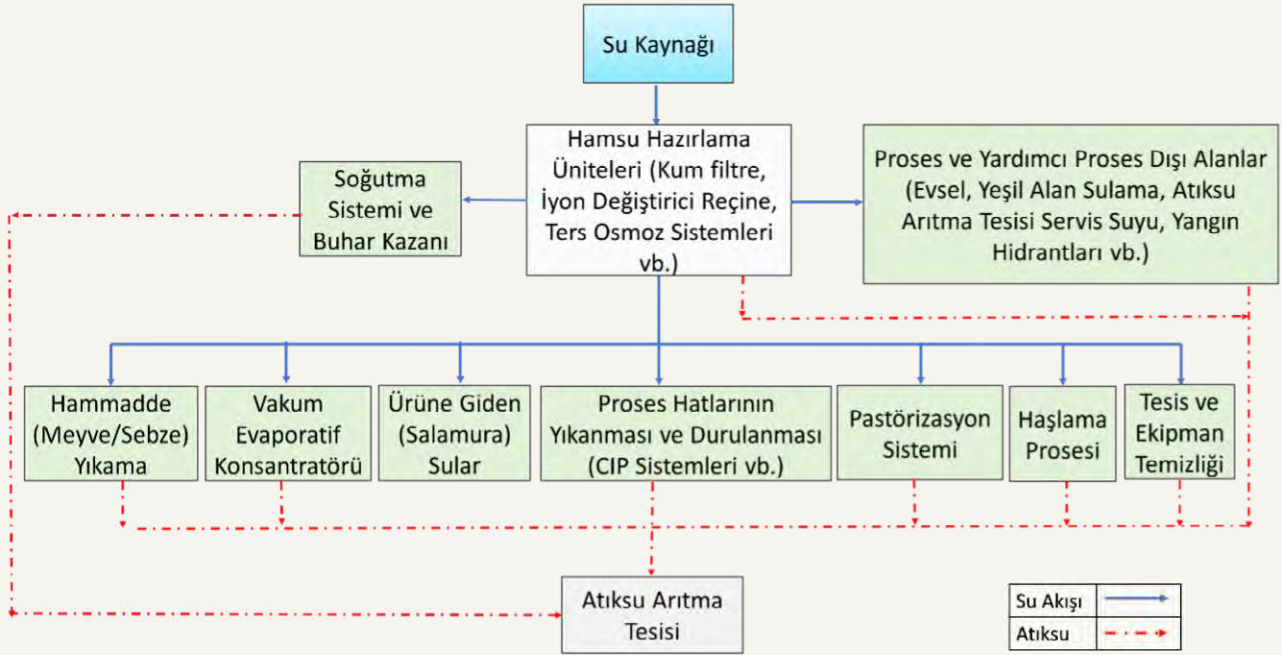 Su Kaynağı
Hamsu Hazırlama
Üniteleri (Kum filtre,
İyon Değiştirici Reçine,
Ters Osmoz Sistemleri
vb.)
Soğutma
Sistemi ve
Buhar Kazanı
Proses ve Yardımcı Proses Dışı Alanlar
(Evsel, Yeşil Alan Sulama, Atıksu
Arıtma Tesisi Servis Suyu, Yangın
Hidrantları vb.)
Hammadde
(Meyve/Sebze)
Yıkama
Vakum
Evaporatif
Konsantratörü
Ürüne Giden
(Salamura)
Sular
Proses Hatlarının
Yıkanması ve Durulanması
(CIP Sistemleri vb.)
Pastörizasyon
Sistemi
Haşlama
Prosesi
Tesis ve
Ekipman
Temizliği
Atıksu Arıtma
Tesisi
Su Akışı
Atıksu